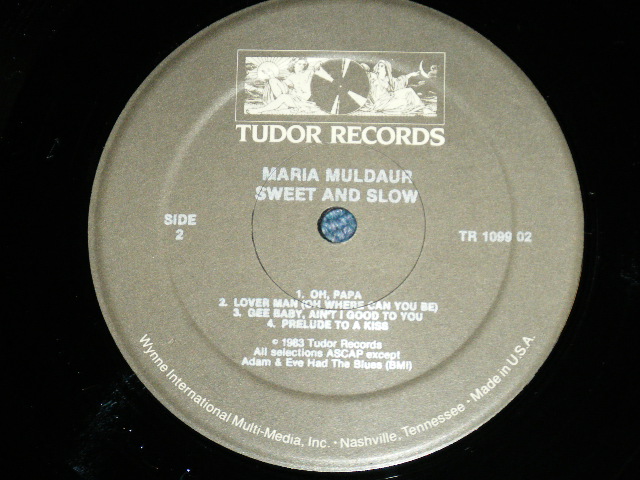 TUDOR RECORDS
MARIA MULDAUR
SWEET AND SLOW
SIDE
2
TR 1099 02
1. OH, PAPA
2. LOVER MAN (OH WHERE CAN YOU BE)
3. GEE BABY, AIN'T I GOOD TO YOU
4. PRELUDE TO A KISS
© 1983 Tudor Records
All selections ASCAP except
Adam & Eve Had The Blues (BMI)
Wynne International Multi-Media, Inc. • Nashville, Tennessee • Made in U.S.A.